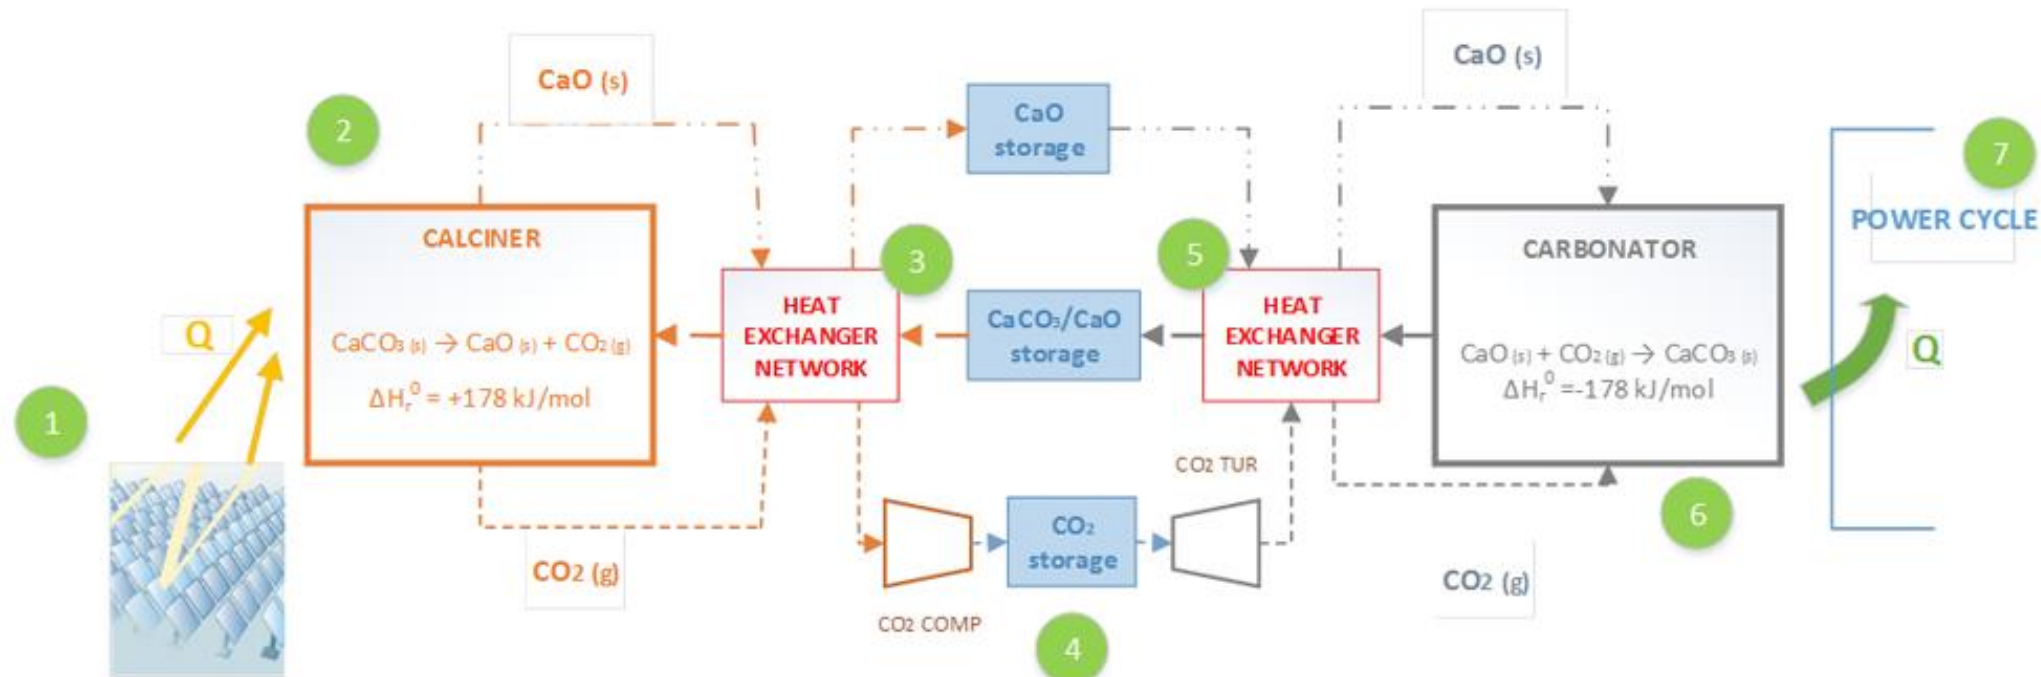 1
Q
2
CaO (s)
CALCINER
CaCO₃ (s) → CaO (s) + CO₂ (g)
ΔHᵣ⁰ = +178 kJ/mol
CO2 (g)
3
HEAT
EXCHANGER
NETWORK
CaO
storage
CaCO₃/CaO
storage
CO2 COMP
CO₂
storage
4
CO2 TUR
5
HEAT
EXCHANGER
NETWORK
CaO (s)
CARBONATOR
CaO (s) + CO₂ (g) → CaCO₃ (s)
ΔHᵣ⁰ =-178 kJ/mol
6
CO2 (g)
7
POWER CYCLE
Q